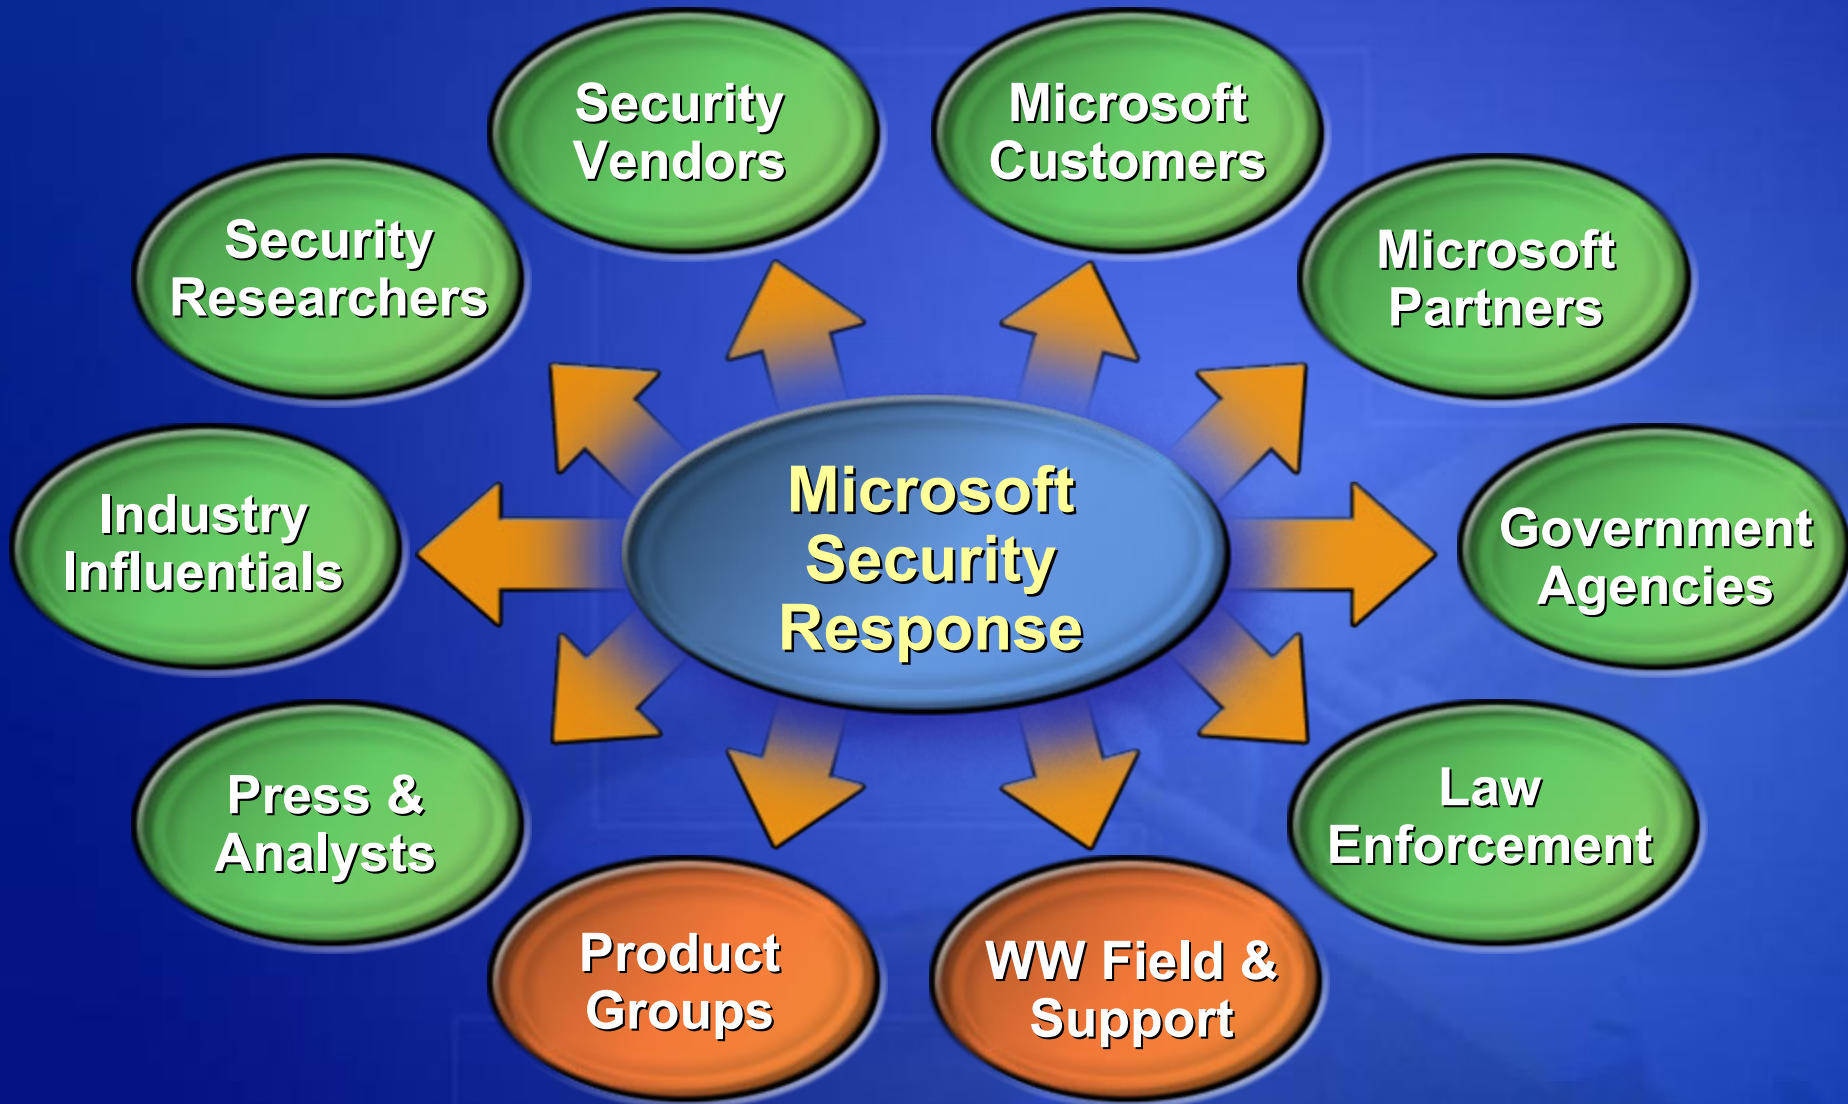 Security
Vendors
Microsoft
Customers
Security
Researchers
Microsoft
Partners
Industry
Influentials
Microsoft
Security
Response
Government
Agencies
Press &
Analysts
Law
Enforcement
Product
Groups
WW Field &
Support